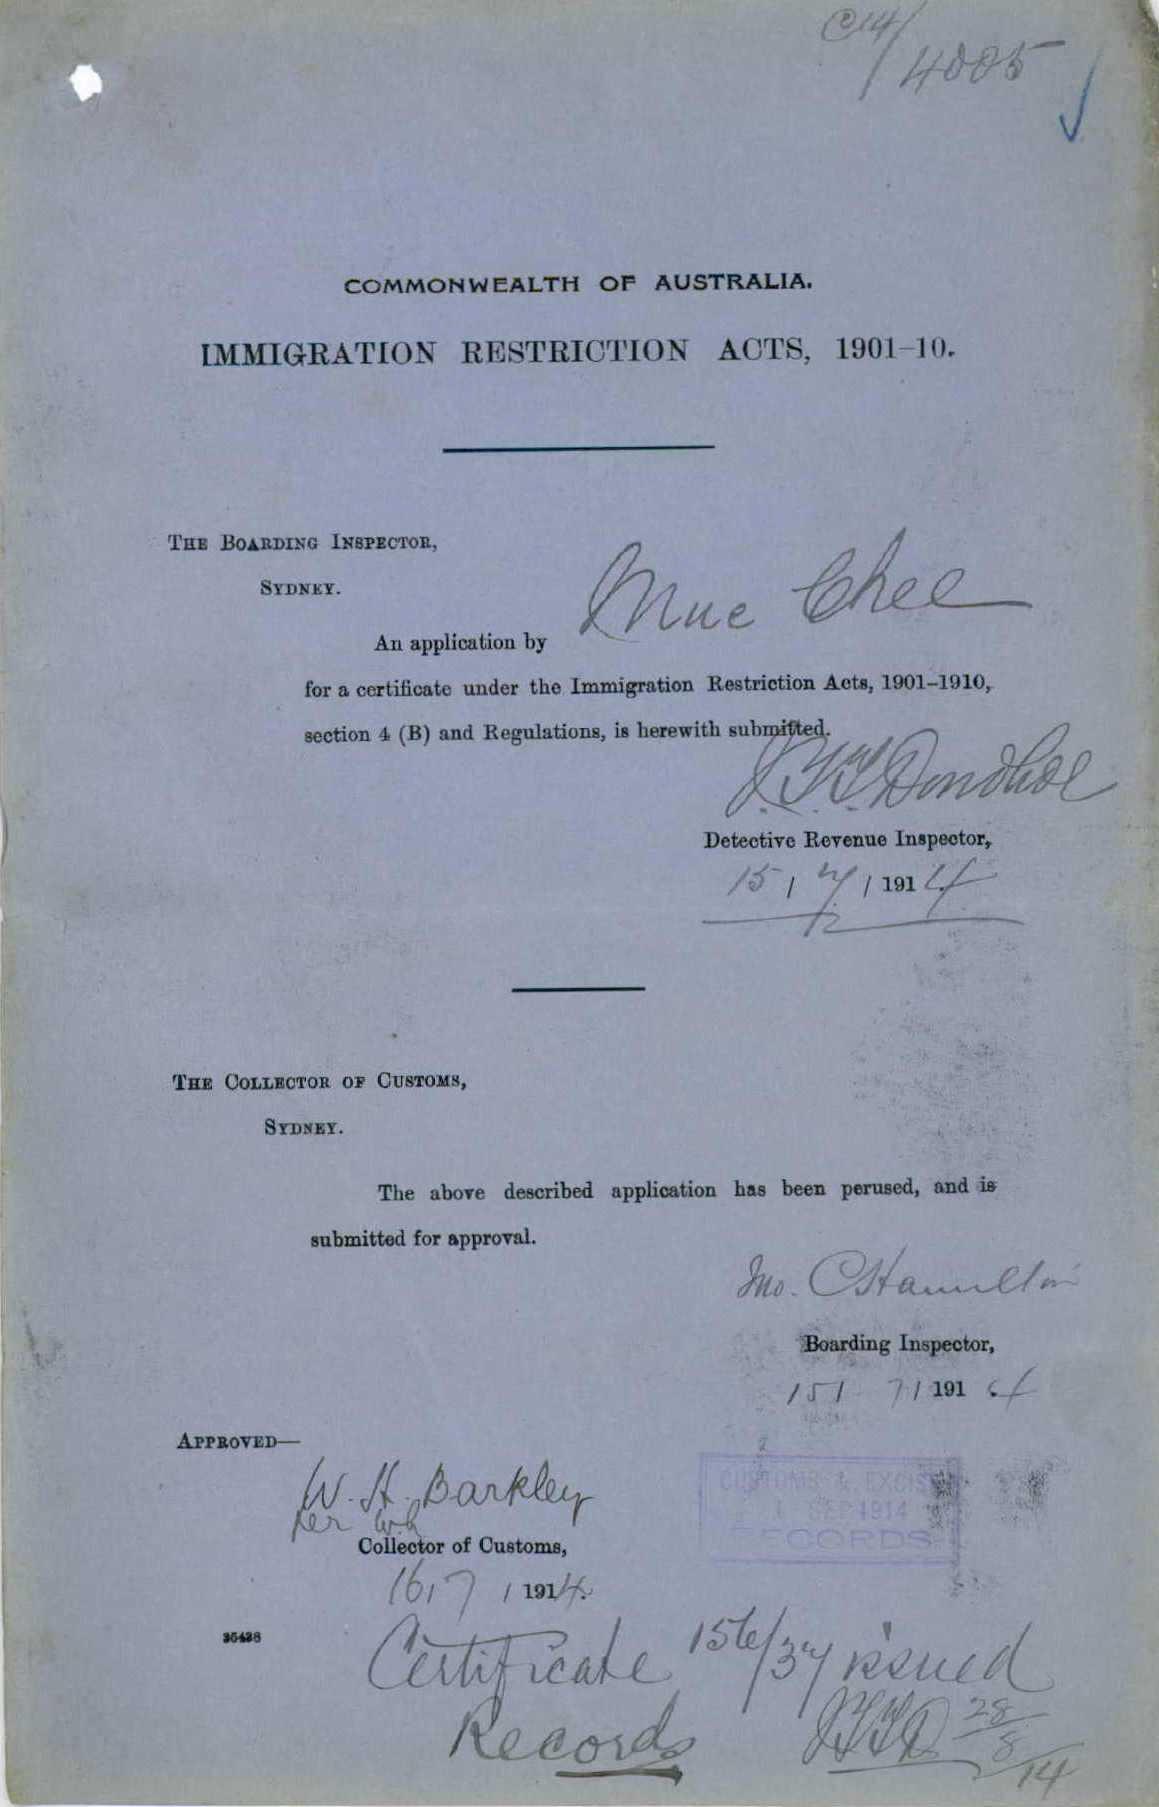 C14/4005
COMMONWEALTH OF AUSTRALIA.
IMMIGRATION RESTRICTION ACTS, 1901-10.
THE BOARDING INSPECTOR,
SYDNEY.
An application by Mue Chee
for a certificate under the Immigration Restriction Acts, 1901-1910,
section 4 (B) and Regulations, is herewith submitted.
Donohoe
Detective Revenue Inspector,
15 / 7 / 1914
THE COLLECTOR OF CUSTOMS,
SYDNEY.
The above described application has been perused, and is
submitted for approval.
Jno. C Hamilton
Boarding Inspector,
15 / 7 / 1914
APPROVED—
W. H. Barkley
per
Collector of Customs,
16 / 7 / 1914.
CUSTOMS & EXCISE
1 SEP 1914
RECORDS
35438
Certificate 156/37 issued
Records 28/8/14